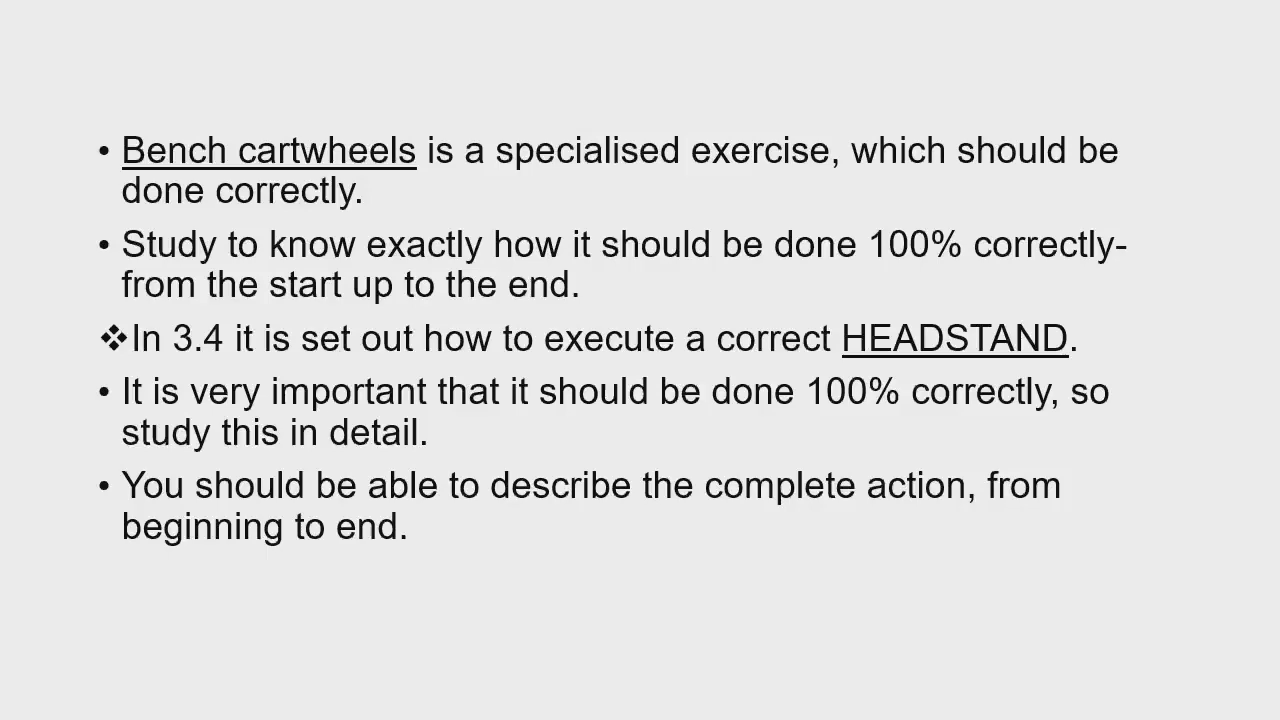 • Bench cartwheels is a specialised exercise, which should be
done correctly.
• Study to know exactly how it should be done 100% correctly-
from the start up to the end.
❖In 3.4 it is set out how to execute a correct HEADSTAND.
• It is very important that it should be done 100% correctly, so
study this in detail.
• You should be able to describe the complete action, from
beginning to end.